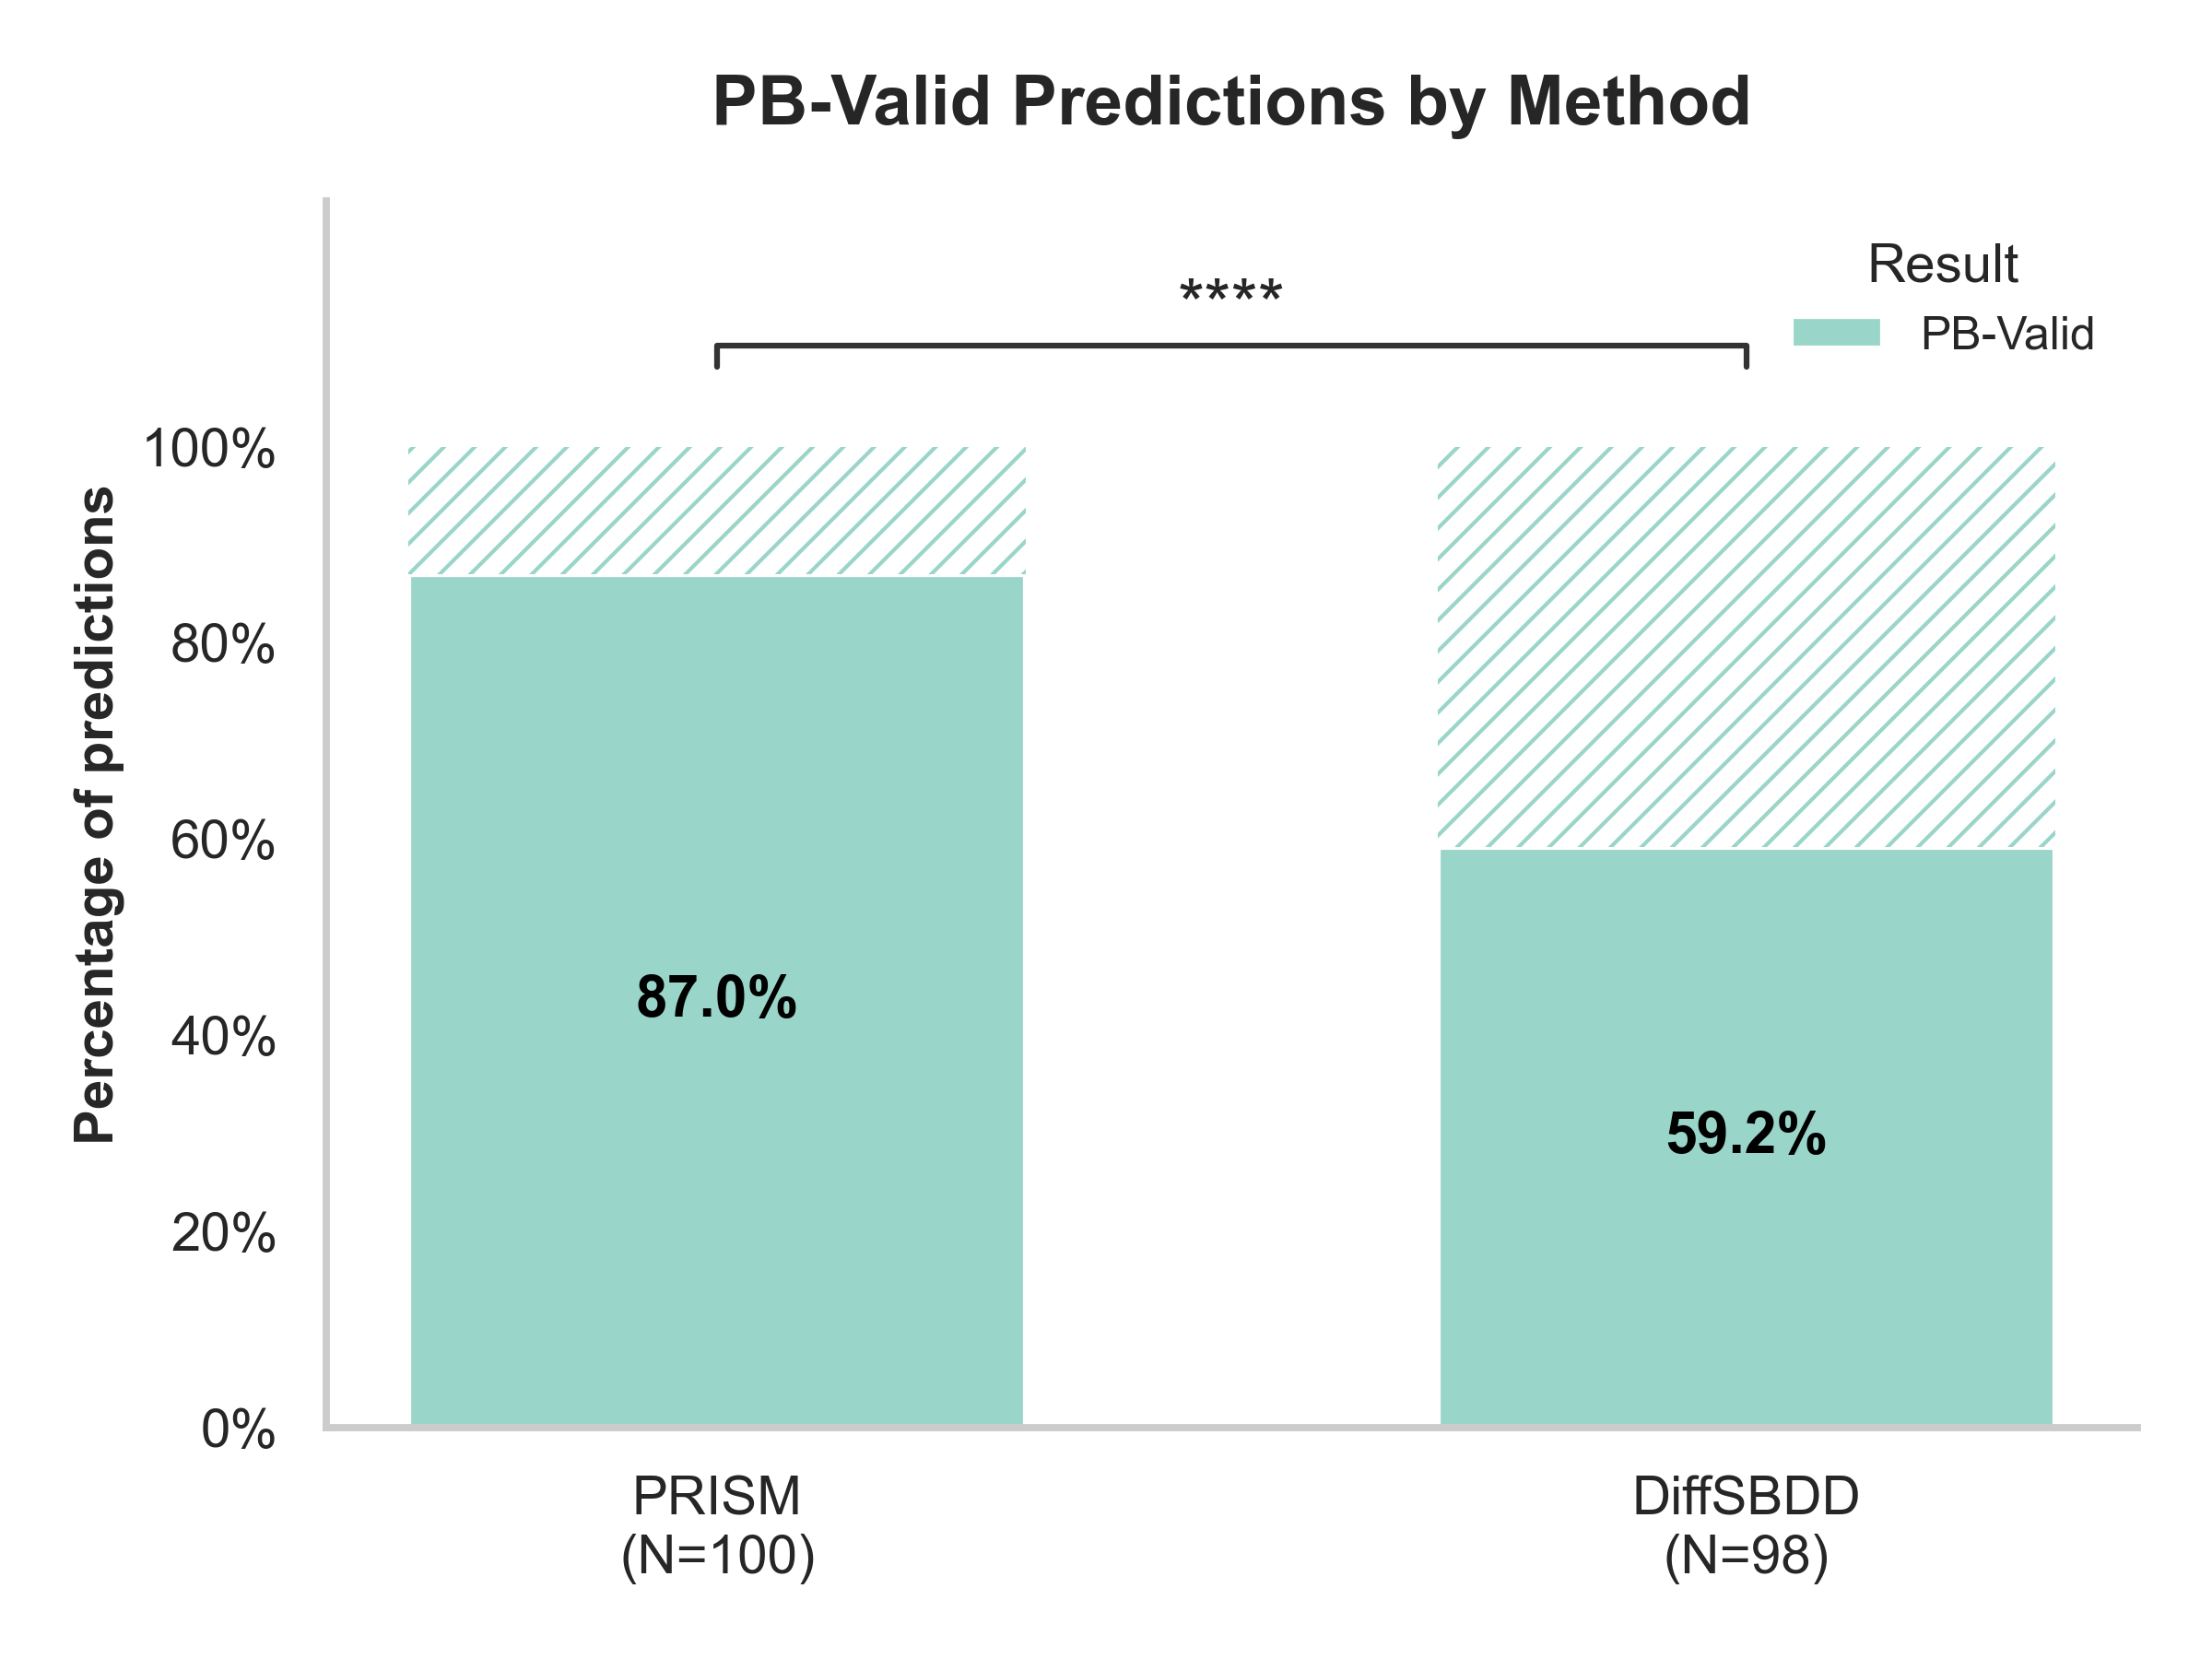 PB-Valid Predictions by Method
****
Result
PB-Valid
Percentage of predictions
100%
80%
60%
40%
20%
0%
87.0%
59.2%
PRISM
(N=100)
DiffSBDD
(N=98)